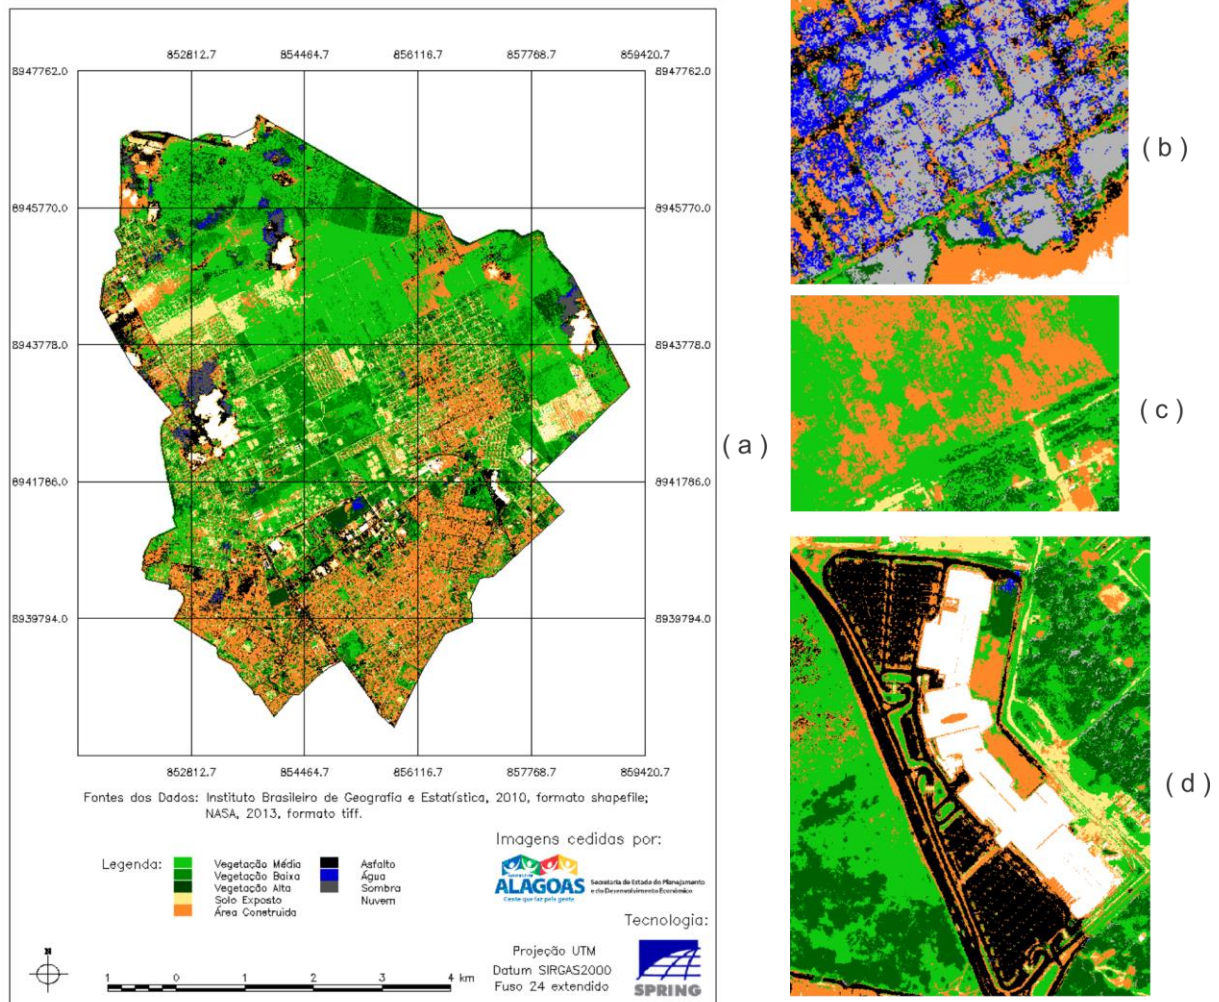 852812.7 854464.7 856116.7 857768.7 859420.7
8947762.0 8947762.0
8945770.0 8945770.0
8943778.0 8943778.0
8941786.0 8941786.0
8939794.0 8939794.0
852812.7 854464.7 856116.7 857768.7 859420.7
Fontes dos Dados: Instituto Brasileiro de Geografia e Estatística, 2010, formato shapefile;
NASA, 2013, formato tiff.
Legenda:
Vegetação Média
Vegetação Baixa
Vegetação Alta
Solo Exposto
Área Construída
Asfalto
Água
Sombra
Nuvem
Imagens cedidas por:
ALAGOAS
Gente que faz pela gente
Secretaria de Estado do Planejamento
e do Desenvolvimento Econômico
Tecnologia:
SPRING
Projeção UTM
Datum SIRGAS2000
Fuso 24 extendido
N
1 0 1 2 3 4 km
( a )
( b )
( c )
( d )